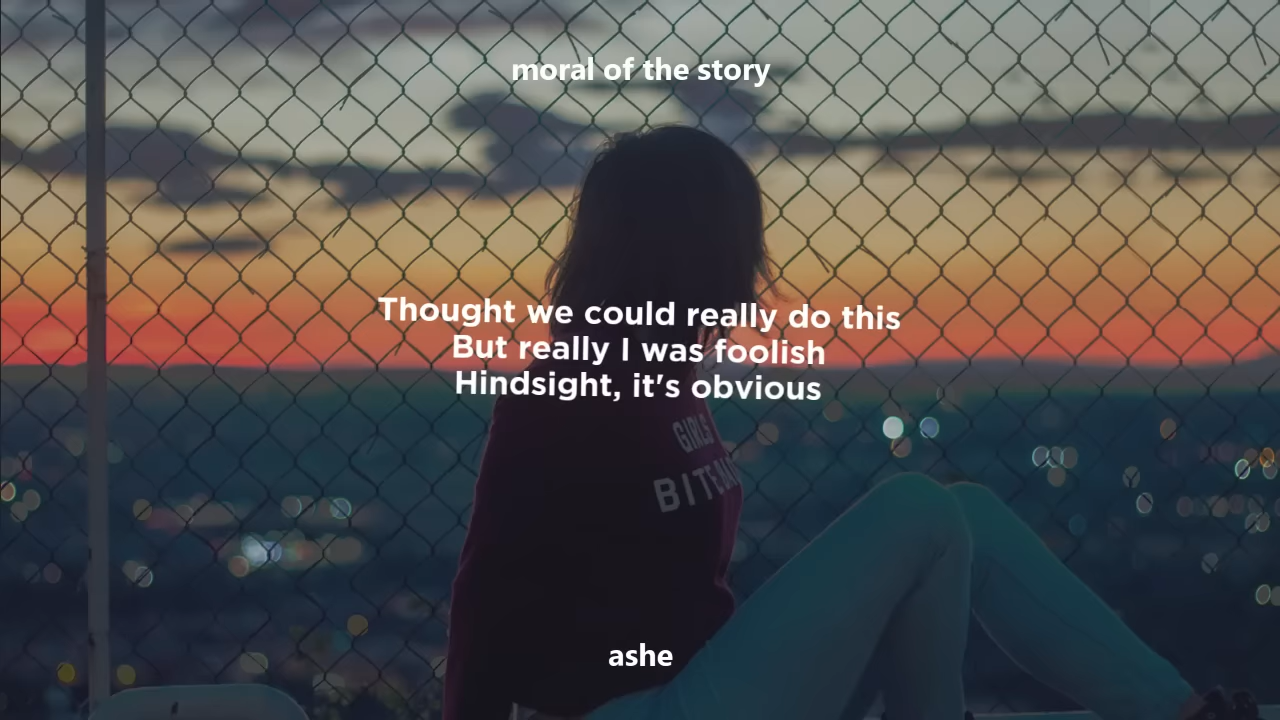 moral of the story
Thought we could really do this
But really I was foolish
Hindsight, it's obvious
GIRLS
ashe